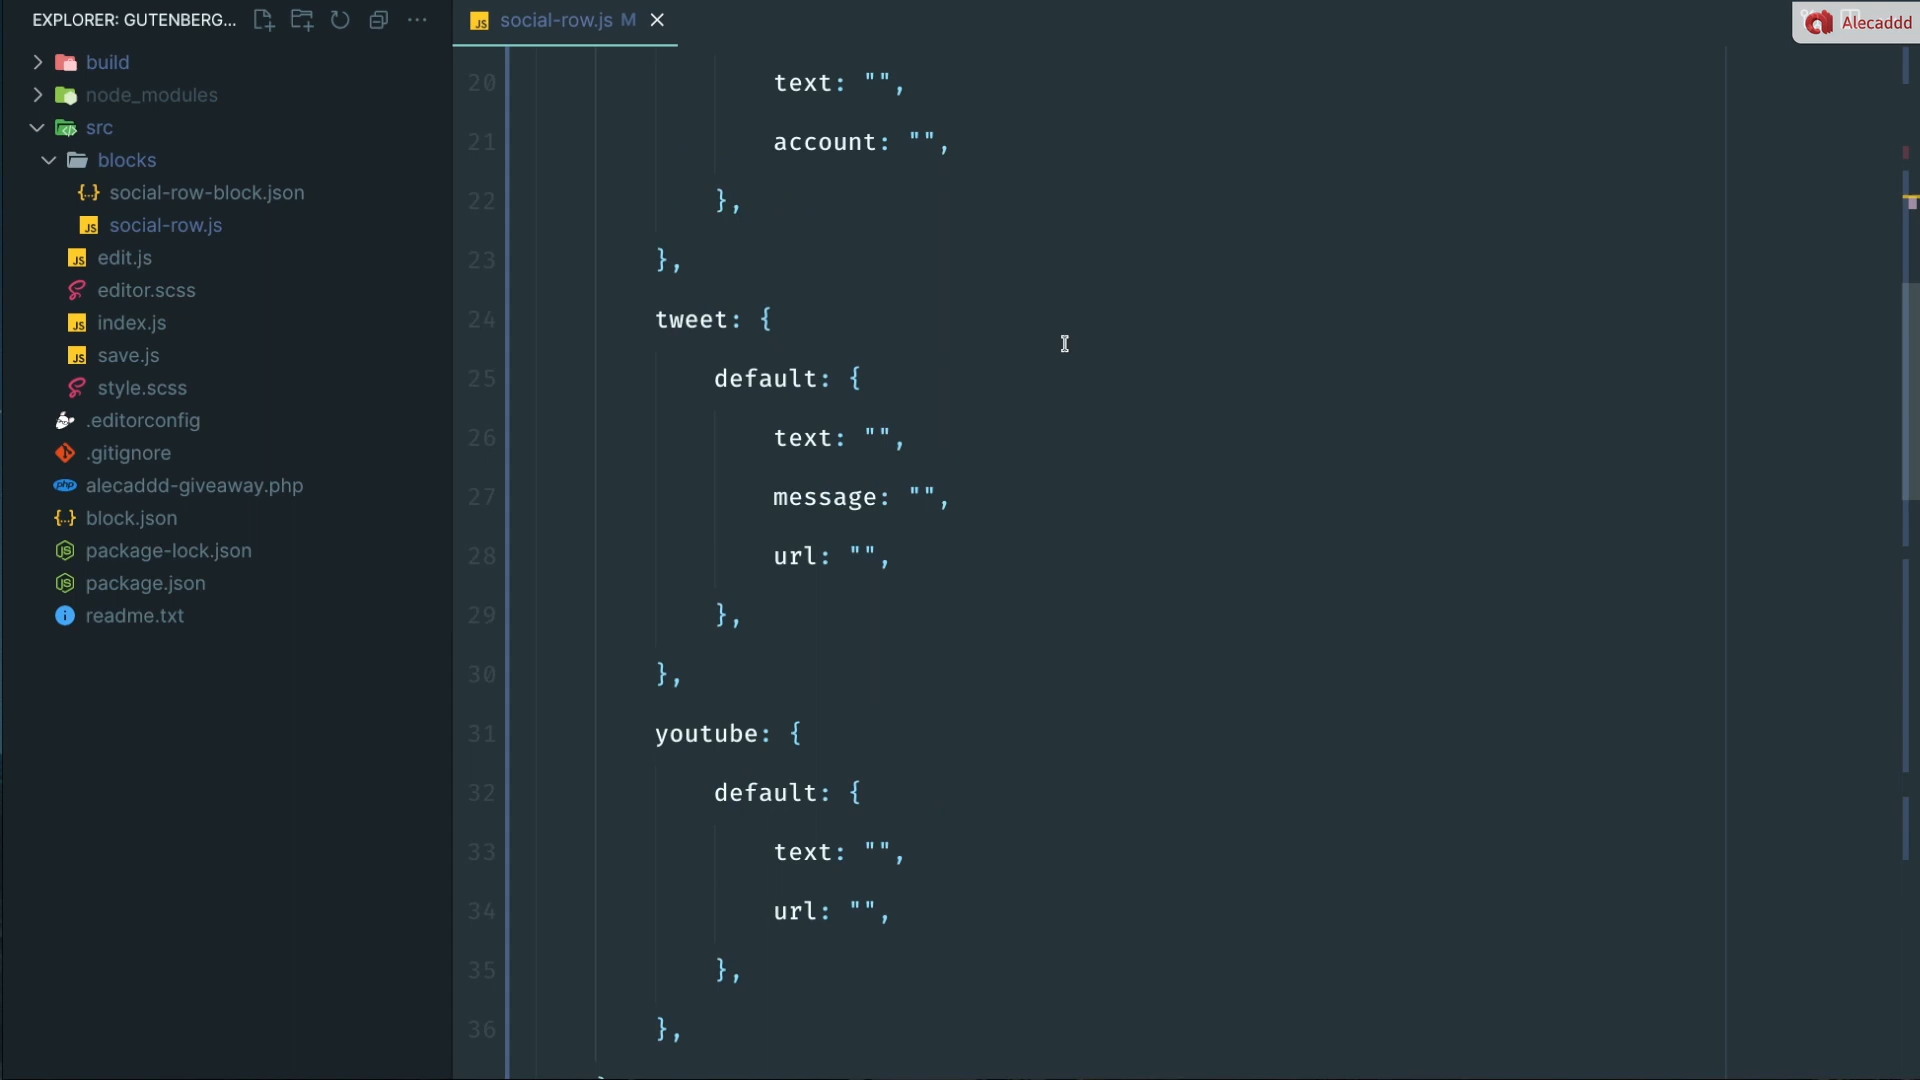 EXPLORER: GUTENBERG...
build
node_modules
src
blocks
social-row-block.json
social-row.js
edit.js
editor.scss
index.js
save.js
style.scss
.editorconfig
.gitignore
alecaddd-giveaway.php
block.json
package-lock.json
package.json
readme.txt
social-row.js M
Alecaddd
20 text: "",
21 account: "",
22 },
23 },
24 tweet: {
25 default: {
26 text: "",
27 message: "",
28 url: "",
29 },
30 },
31 youtube: {
32 default: {
33 text: "",
34 url: "",
35 },
36 },